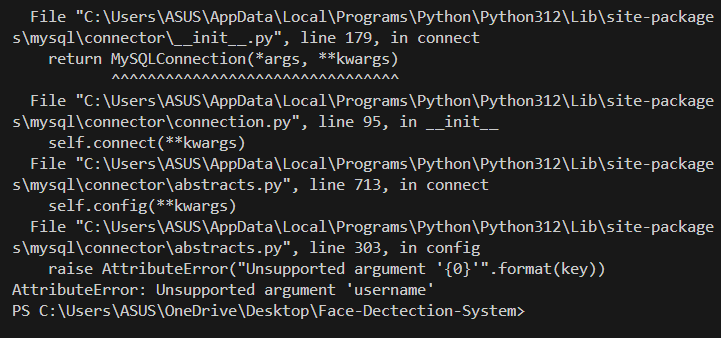 File "C:\Users\ASUS\AppData\Local\Programs\Python\Python312\Lib\site-package
s\mysql\connector\__init__.py", line 179, in connect
return MySQLConnection(*args, **kwargs)
^^^^^^^^^^^^^^^^^^^^^^^^^^^^^^^^
File "C:\Users\ASUS\AppData\Local\Programs\Python\Python312\Lib\site-package
s\mysql\connector\connection.py", line 95, in __init__
self.connect(**kwargs)
File "C:\Users\ASUS\AppData\Local\Programs\Python\Python312\Lib\site-package
s\mysql\connector\abstracts.py", line 713, in connect
self.config(**kwargs)
File "C:\Users\ASUS\AppData\Local\Programs\Python\Python312\Lib\site-package
s\mysql\connector\abstracts.py", line 303, in config
raise AttributeError("Unsupported argument '{0}'".format(key))
AttributeError: Unsupported argument 'username'
PS C:\Users\ASUS\OneDrive\Desktop\Face-Dectection-System>